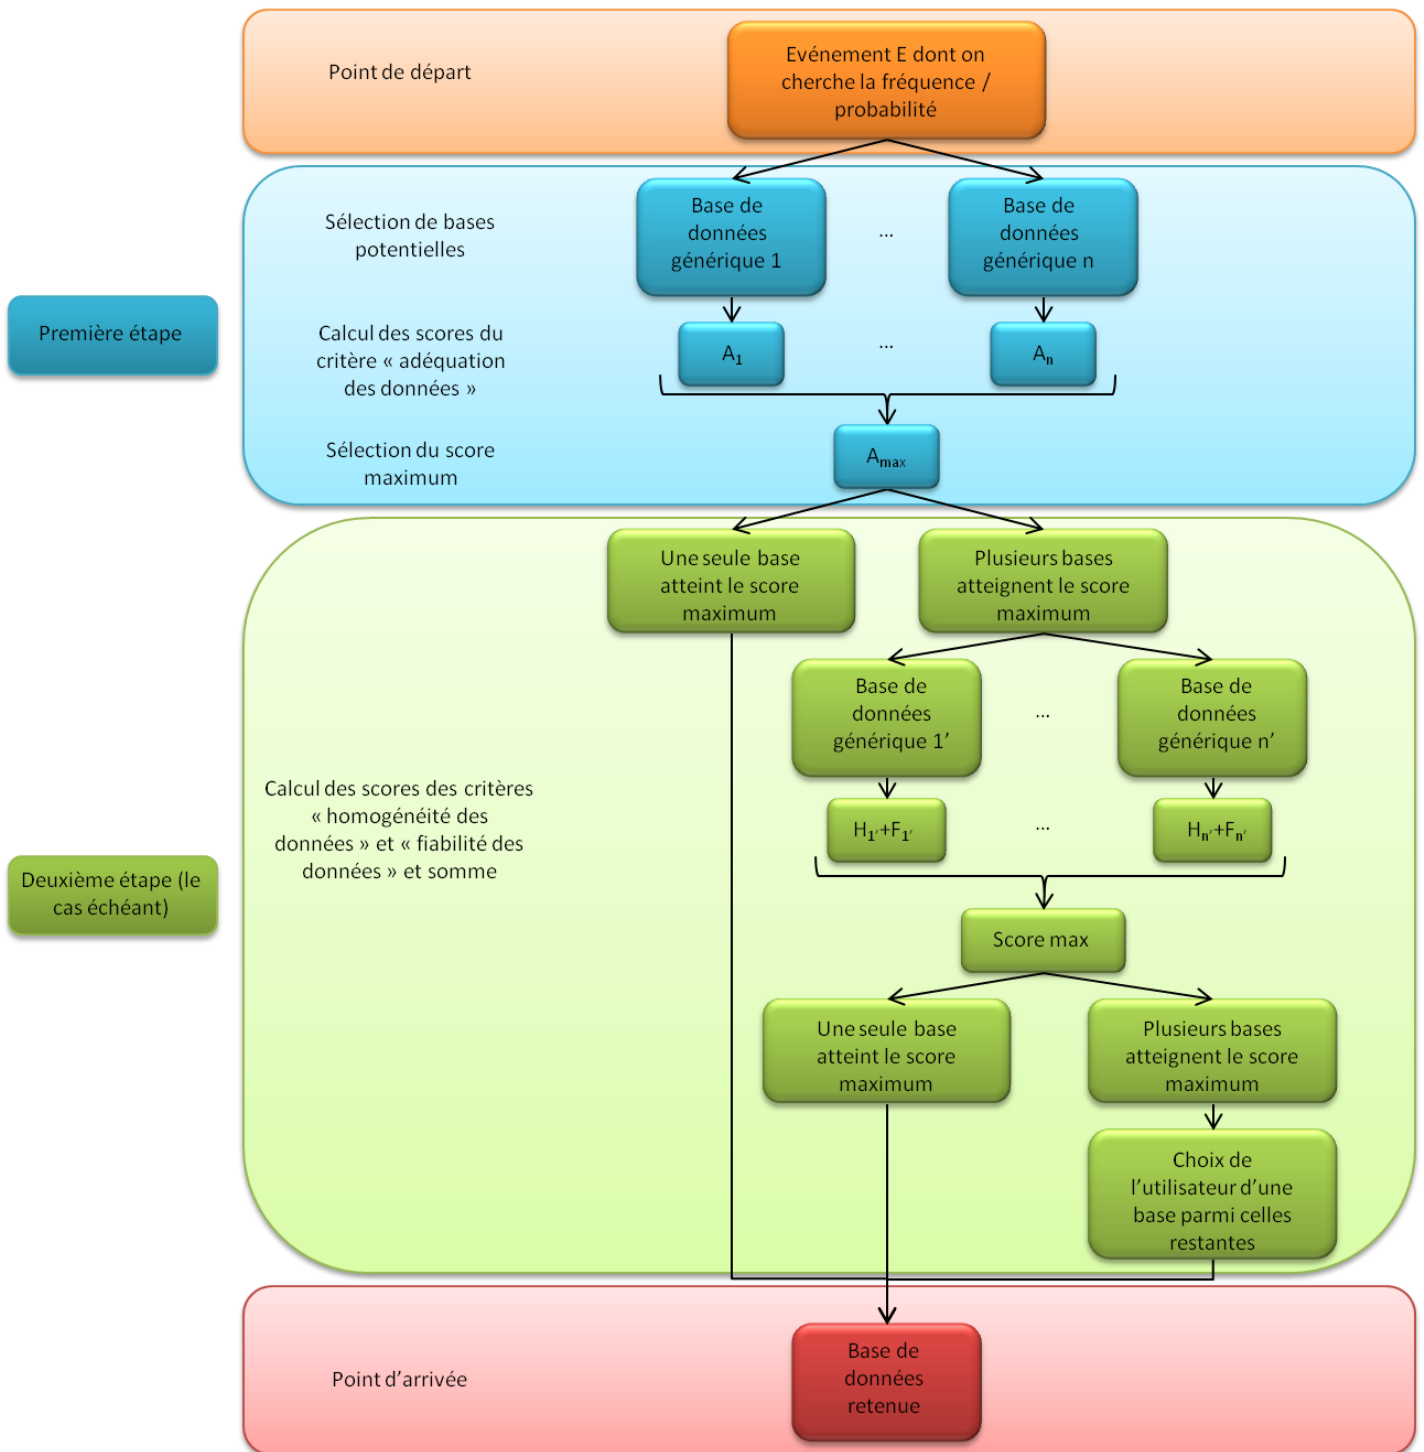 Point de départ
Evénement E dont on
cherche la fréquence /
probabilité
Première étape
Sélection de bases
potentielles
Base de
données
générique 1
...
Base de
données
générique n
Calcul des scores du
critère « adéquation
des données »
A1
...
An
Sélection du score
maximum
Amax
Deuxième étape (le
cas échéant)
Calcul des scores des critères
« homogénéité des
données » et « fiabilité des
données » et somme
Une seule base
atteint le score
maximum
Plusieurs bases
atteignent le score
maximum
Base de
données
générique 1’
...
Base de
données
générique n’
H1’+F1’
...
Hn’+Fn’
Score max
Une seule base
atteint le score
maximum
Plusieurs bases
atteignent le score
maximum
Choix de
l’utilisateur d’une
base parmi celles
restantes
Point d’arrivée
Base de
données
retenue